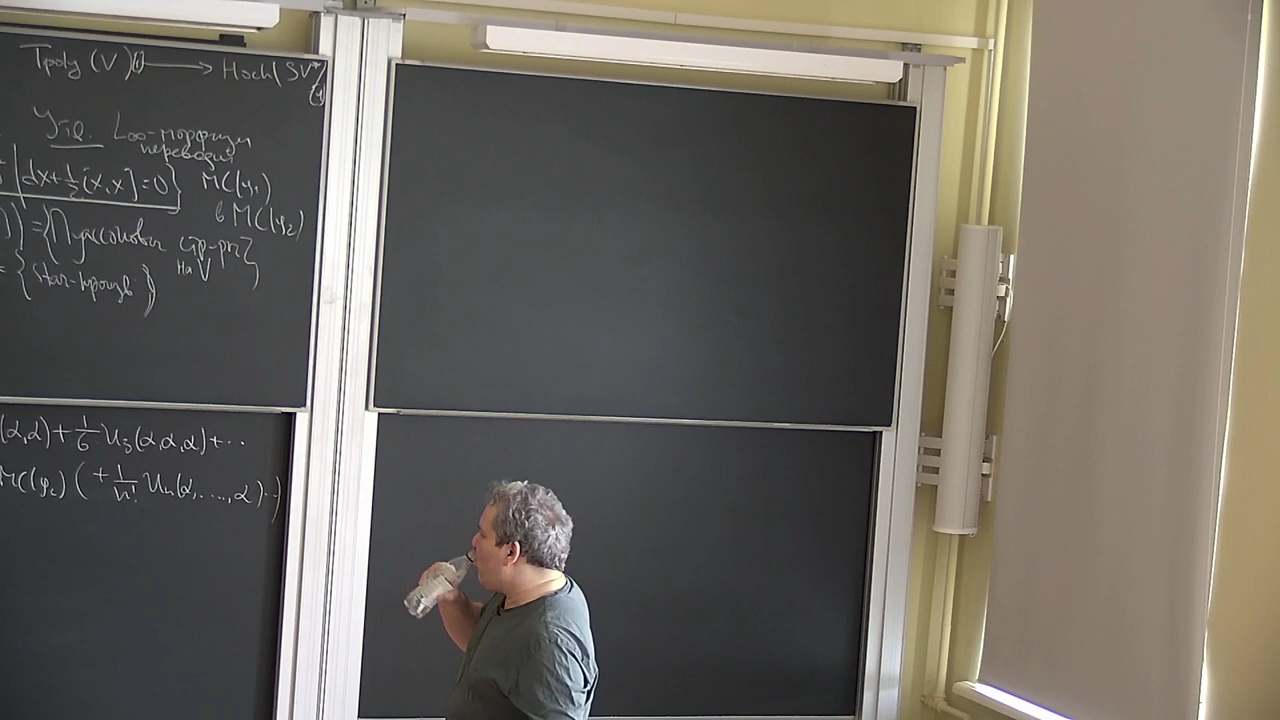 Tpoly (V)[1] ⟶ Hoch(SV*)[1]
Утв. L∞-морфизм
переводит
| dx+½[x,x]=0} MC(g₁)
в MC(g₂)
)) = {Пуассоновы стр-ры
на V}
= {Star-произв}
(α,α)+1/6 U₃(α,α,α)+...
MC(g₂) (+1/n! Uₙ(α,...,α)..)